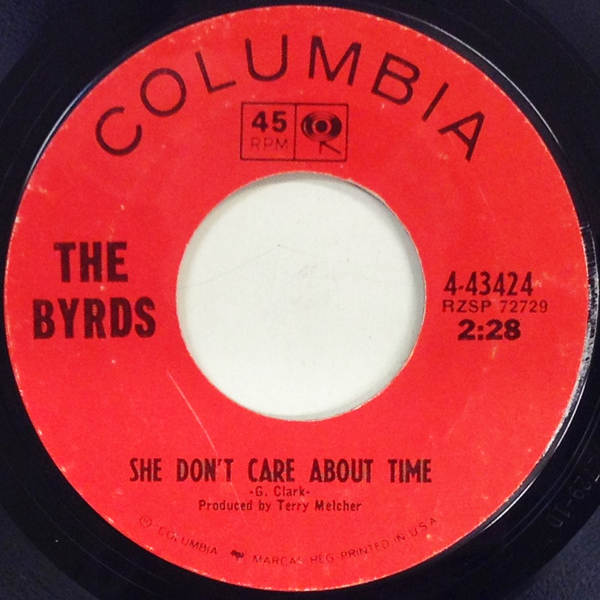 COLUMBIA
45
RPM
THE
BYRDS
4-43424
RZSP 72729
2:28
SHE DON'T CARE ABOUT TIME
-G. Clark-
Produced by Terry Melcher
Ⓟ COLUMBIA MARCAS REG. PRINTED IN U.S.A.